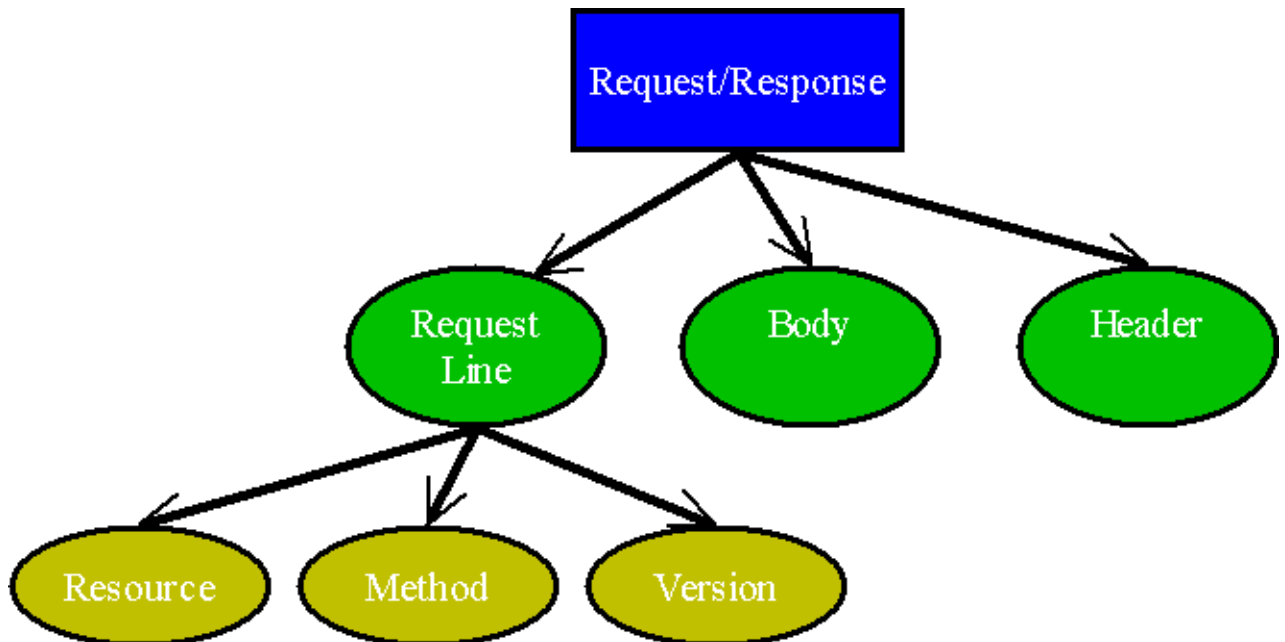 Request/Response
Request
Line
Body
Header
Resource
Method
Version